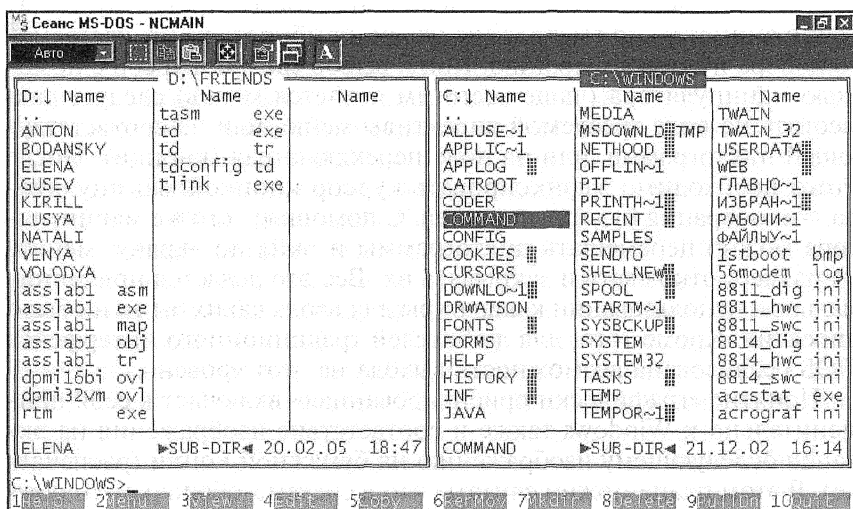 MS DOS Сеанс MS-DOS - NCMAIN
Авто
D:\FRIENDS
D:↓ Name Name Name
..
ANTON
BODANSKY
ELENA
GUSEV
KIRILL
LUSYA
NATALI
VENYA
VOLODYA
asslab1 asm
asslab1 exe
asslab1 map
asslab1 obj
asslab1 tr
dpmi16bi ovl
dpmi32vm ovl
rtm exe
tasm exe
exe
td tr
tdconfig td
tlink exe
ELENA ►SUB-DIR◄ 20.02.05 18:47
C:\WINDOWS
C:↓ Name Name Name
..
ALLUSE~1
APPLIC~1
APPLOG
CATROOT
CODER
COMMAND
CONFIG
COOKIES
CURSORS
DOWNLO~1
DRWATSON
FONTS
FORMS
HELP
HISTORY
INF
JAVA
MEDIA
MSDOWNLD TMP
NETHOOD
OFFLIN~1
PIF
PRINTH~1
RECENT
SAMPLES
SENDTO
SHELLNEW
SPOOL
STARTM~1
SYSBCKUP
SYSTEM
SYSTEM32
TASKS
TEMP
TEMPOR~1
TWAIN
TWAIN_32
USERDATA
WEB
ГЛАВНО~1
ИЗБРАН~1
РАБОЧИ~1
ФАЙЛЫУ~1
1stboot bmp
56modem log
8811_dig ini
8811_hwc ini
8811_swc ini
8814_dig ini
8814_hwc ini
8814_swc ini
accstat exe
acrograf ini
COMMAND ►SUB-DIR◄ 21.12.02 16:14
C:\WINDOWS>_
1Help 2Menu 3View 4Edit 5Copy 6RenMov 7Mkdir 8Delete 9PullDn 10Quit